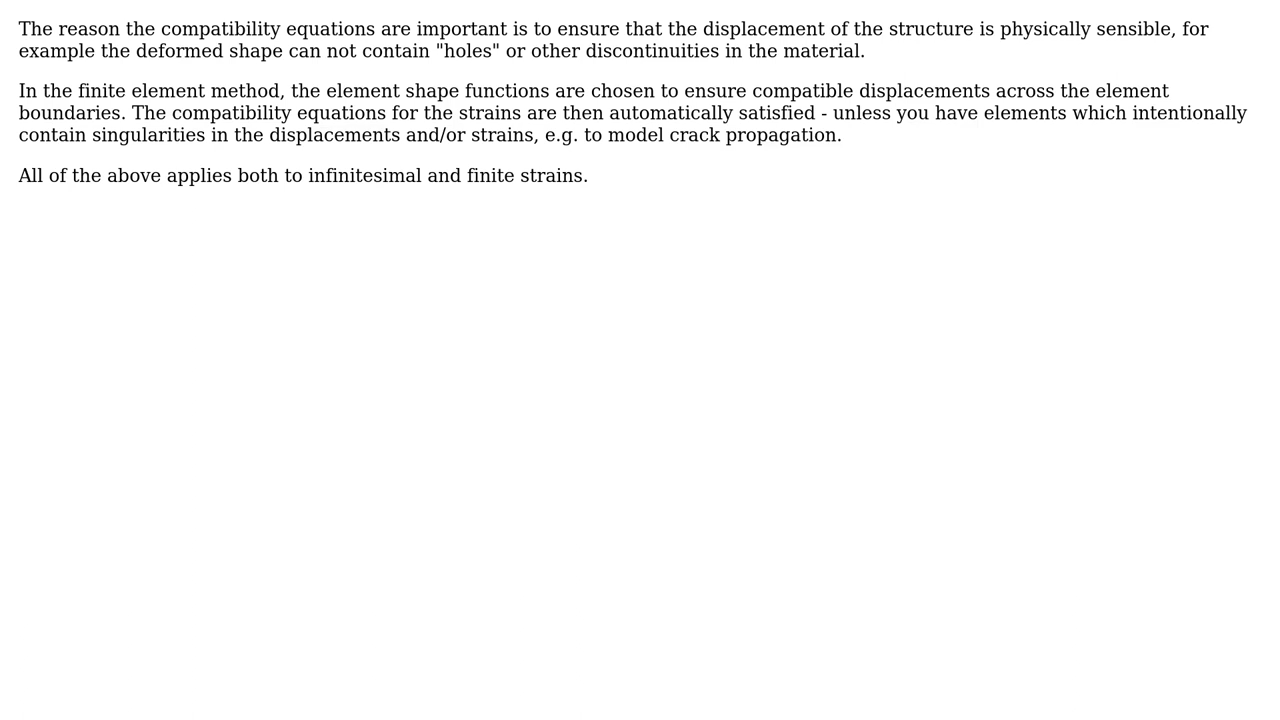 The reason the compatibility equations are important is to ensure that the displacement of the structure is physically sensible, for
example the deformed shape can not contain "holes" or other discontinuities in the material.
In the finite element method, the element shape functions are chosen to ensure compatible displacements across the element
boundaries. The compatibility equations for the strains are then automatically satisfied - unless you have elements which intentionally
contain singularities in the displacements and/or strains, e.g. to model crack propagation.
All of the above applies both to infinitesimal and finite strains.